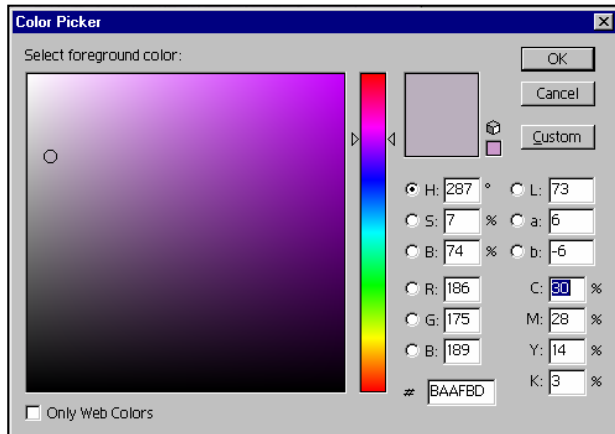 Color Picker
Select foreground color:
OK
Cancel
Custom
H: 287 ° L: 73
S: 7 % a: 6
B: 74 % b: -6
R: 186 C: 30 %
G: 175 M: 28 %
B: 189 Y: 14 %
# BAAFBD K: 3 %
Only Web Colors